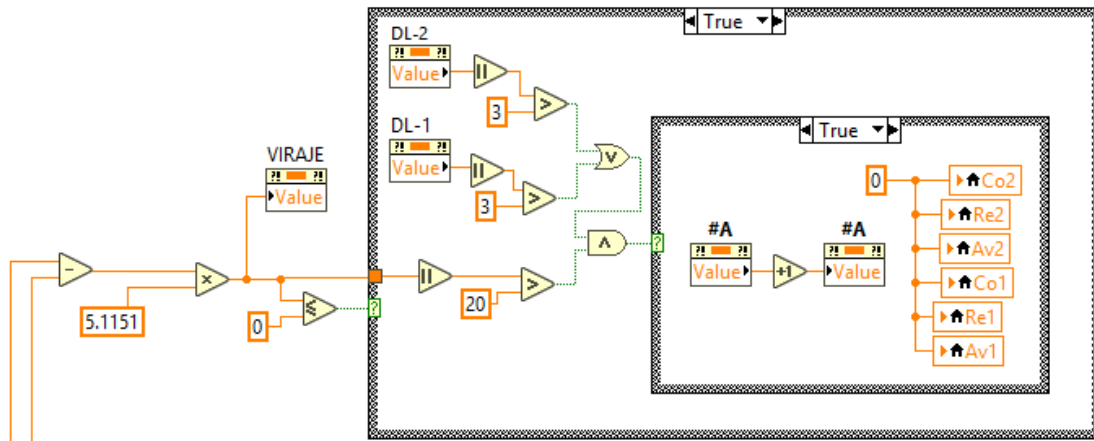 True
DL-2
?! ?!
Value
||
3
>
DL-1
?! ?!
Value
||
3
>
V
True
VIRAJE
?! ?!
Value
0
Co2
Re2
Av2
Co1
Re1
Av1
#A
?! ?!
Value
+1
#A
?! ?!
Value
Λ
?
-
x
5.1151
≤
0
?
||
20
>